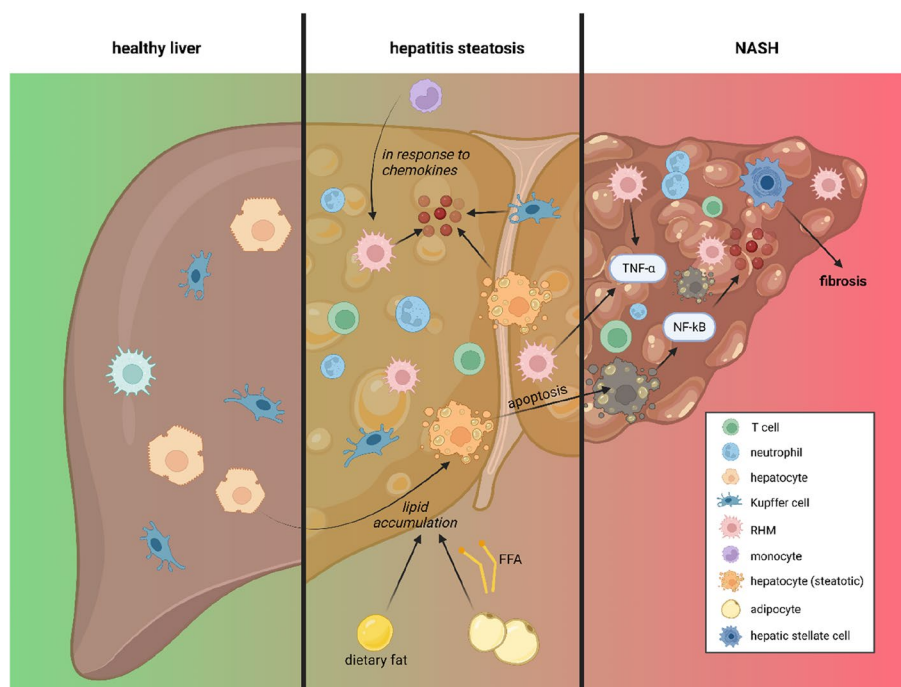 healthy liver
hepatitis steatosis
NASH
in response to
chemokines
TNF-α
fibrosis
NF-kB
apoptosis
lipid
accumulation
FFA
dietary fat
T cell
neutrophil
hepatocyte
Kupffer cell
RHM
monocyte
hepatocyte (steatotic)
adipocyte
hepatic stellate cell